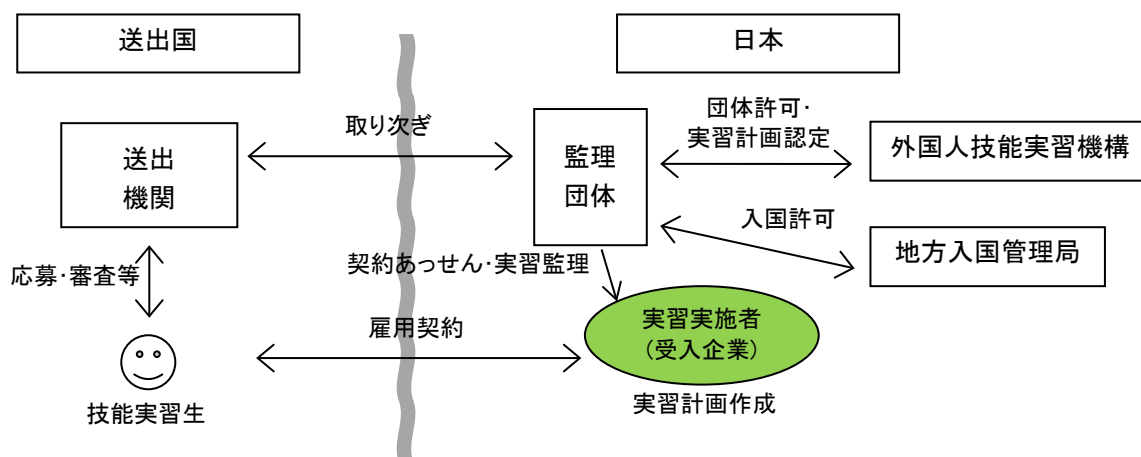 送出国
日本
取り次ぎ
団体許可・
実習計画認定
送出
機関
監理
団体
外国人技能実習機構
入国許可
地方入国管理局
応募・審査等
契約あっせん・実習監理
雇用契約
実習実施者
(受入企業)
技能実習生
実習計画作成